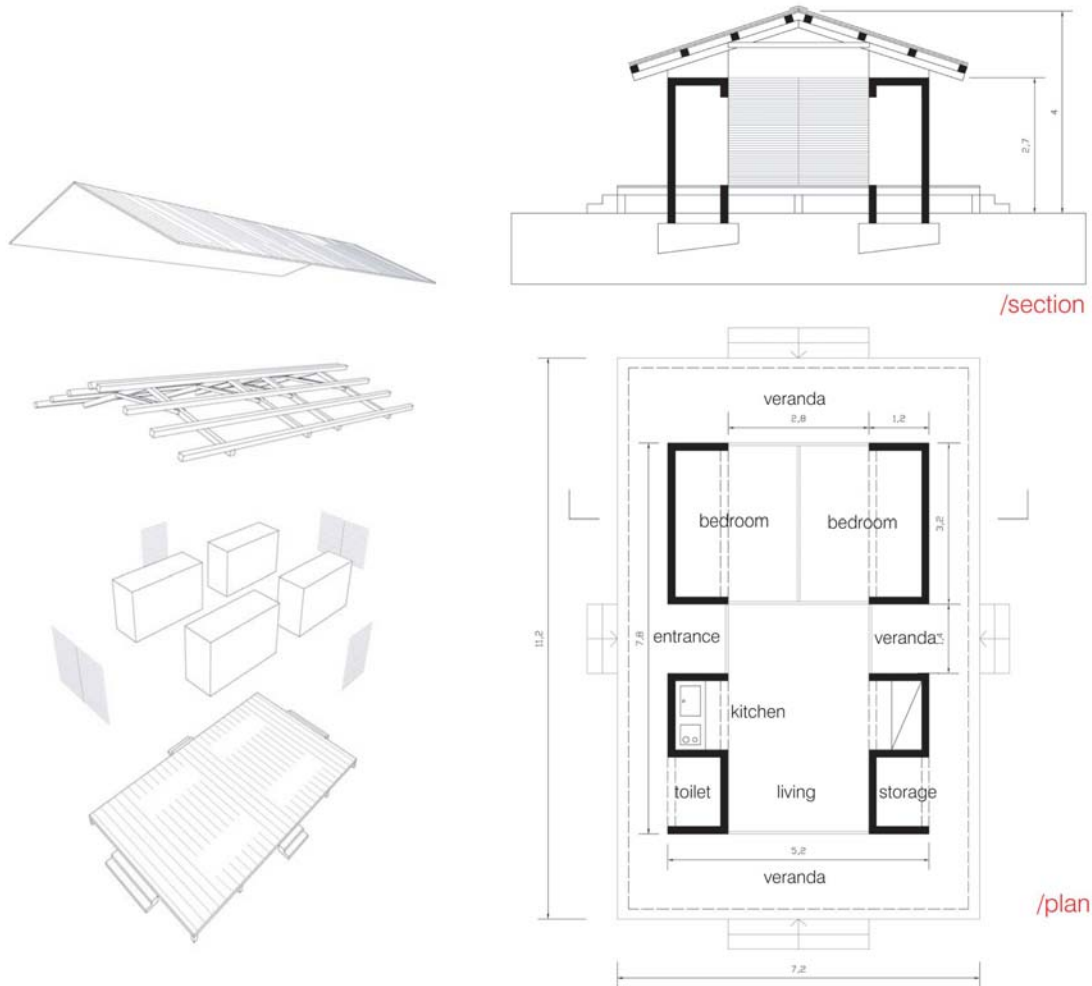 4
2,7
/section
veranda
2,8
1,2
bedroom
bedroom
3,2
11,2
7,8
entrance
veranda
1,4
kitchen
toilet
living
storage
5,2
veranda
/plan
7,2